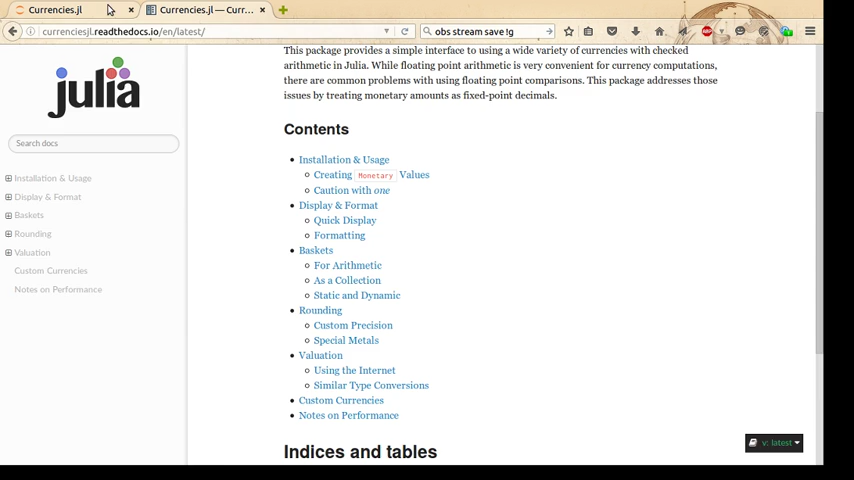 Currencies.jl
Currencies.jl — Curr...
currenciesjl.readthedocs.io/en/latest/
obs stream save !g
ABP
julia
Search docs
Installation & Usage
Display & Format
Baskets
Rounding
Valuation
Custom Currencies
Notes on Performance
This package provides a simple interface to using a wide variety of currencies with checked
arithmetic in Julia. While floating point arithmetic is very convenient for currency computations,
there are common problems with using floating point comparisons. This package addresses those
issues by treating monetary amounts as fixed-point decimals.
Contents
Installation & Usage
Creating Monetary Values
Caution with one
Display & Format
Quick Display
Formatting
Baskets
For Arithmetic
As a Collection
Static and Dynamic
Rounding
Custom Precision
Special Metals
Valuation
Using the Internet
Similar Type Conversions
Custom Currencies
Notes on Performance
Indices and tables
v: latest